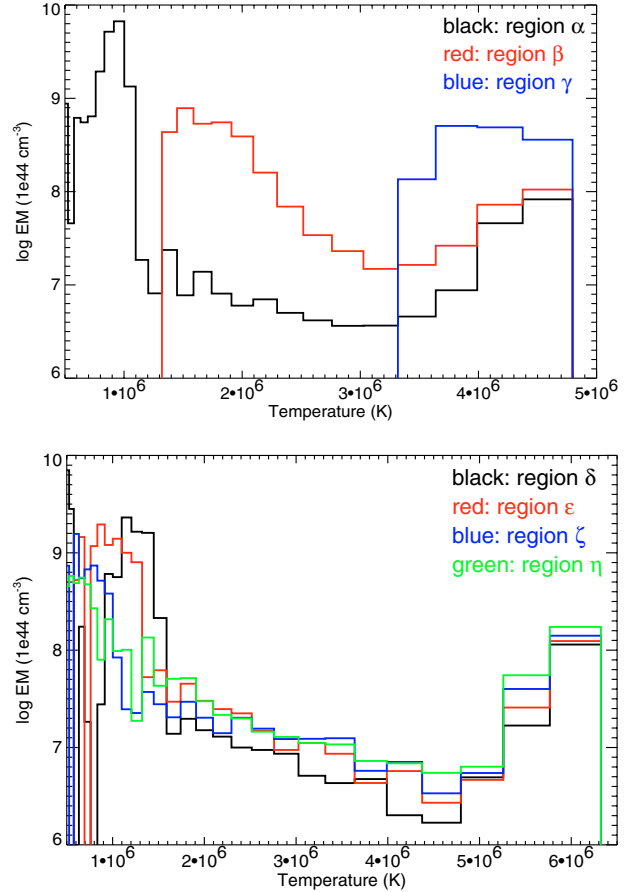 10
9
8
7
6
log EM (1e44 cm⁻³)
black: region α
red: region β
blue: region γ
1•10⁶ 2•10⁶ 3•10⁶ 4•10⁶ 5•10⁶
Temperature (K)
10
9
8
7
6
log EM (1e44 cm⁻³)
black: region δ
red: region ε
blue: region ζ
green: region η
1•10⁶ 2•10⁶ 3•10⁶ 4•10⁶ 5•10⁶ 6•10⁶
Temperature (K)